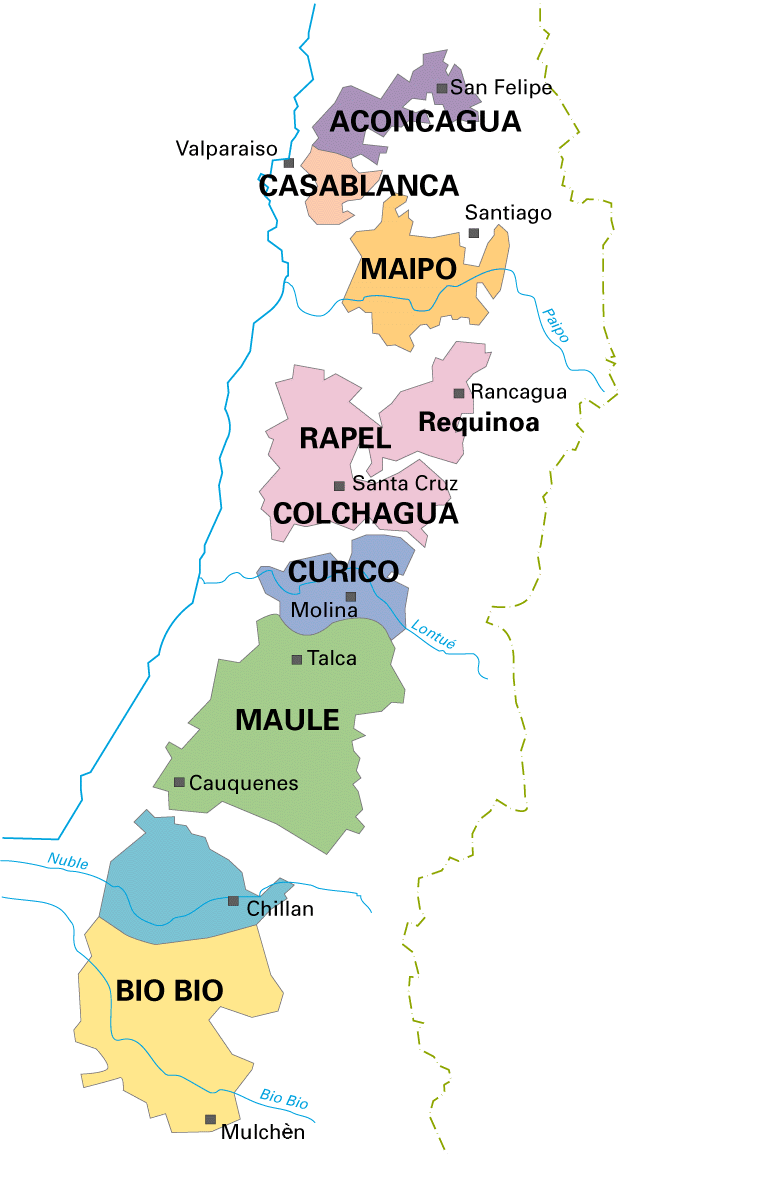 San Felipe
ACONCAGUA
Valparaiso
CASABLANCA
Santiago
MAIPO
Paipo
Rancagua
Requinoa
RAPEL
Santa Cruz
COLCHAGUA
CURICO
Molina
Lontué
Talca
MAULE
Cauquenes
Nuble
Chillan
BIO BIO
Bio Bio
Mulchèn